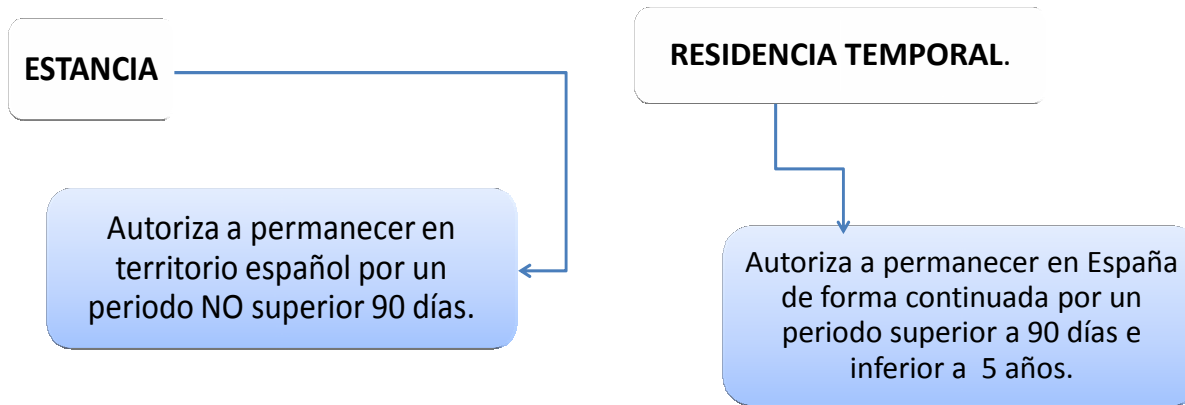 ESTANCIA
Autoriza a permanecer en
territorio español por un
periodo NO superior 90 días.
RESIDENCIA TEMPORAL.
Autoriza a permanecer en España
de forma continuada por un
periodo superior a 90 días e
inferior a 5 años.